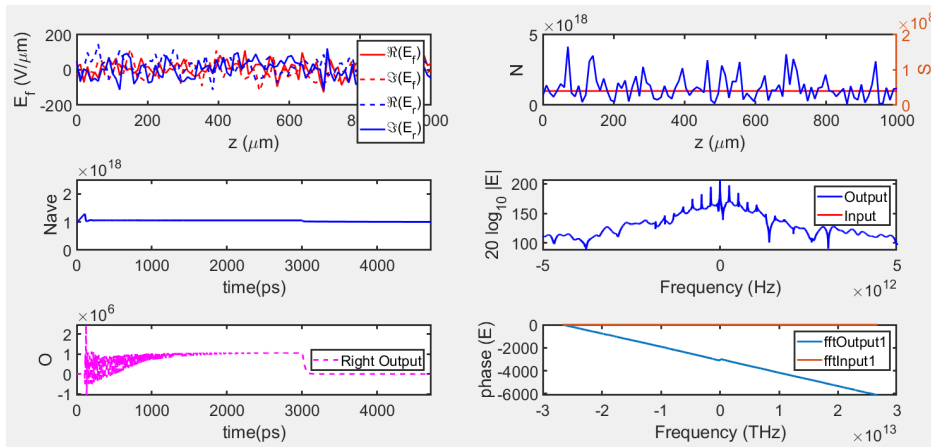 200
0
-200
E_f (V/μm)
0
200
400
600
8
z (μm)
ℜ(E_r)
ℑ(E_f)
ℜ(E_r)
ℑ(E_r)
×10^18
5
0
N
×10^8
2
1
0
S
0
200
400
600
800
1000
z (μm)
×10^18
2
1
0
Nave
0
1000
2000
3000
4000
time(ps)
200
150
100
20 log_10 |E|
Output
Input
-5
0
5
×10^12
Frequency (Hz)
×10^6
2
1
0
-1
O
Right Output
0
1000
2000
3000
4000
time(ps)
0
-2000
-4000
-6000
phase (E)
fftOutput1
fftInput1
-3
-2
-1
0
1
2
3
×10^13
Frequency (THz)